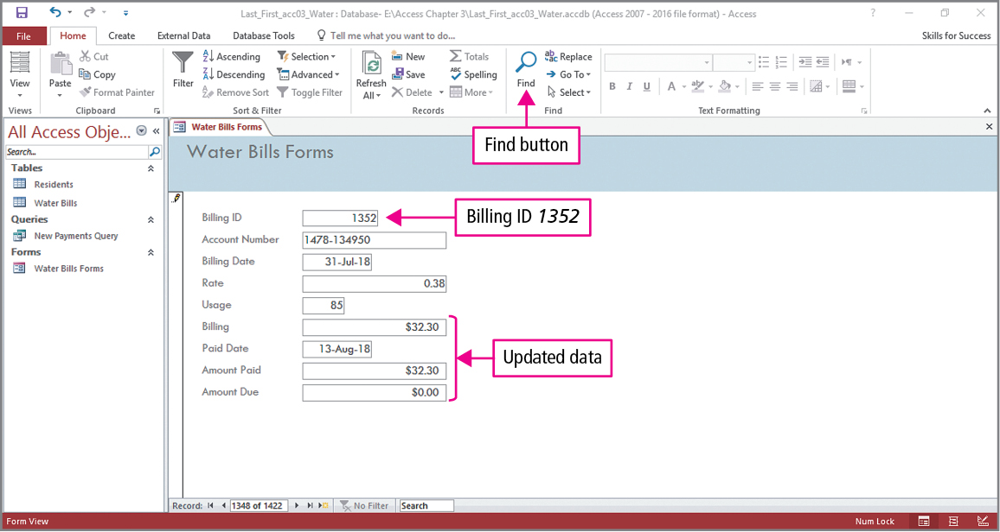 Last_First_acc03_Water : Database- E:\Access Chapter 3\Last_First_acc03_Water.accdb (Access 2007 - 2016 file format) - Access
?
File Home Create External Data Database Tools Tell me what you want to do... Skills for Success
View
Views
Paste
Cut
Copy
Format Painter
Clipboard
Filter
Ascending
Descending
Remove Sort
Selection
Advanced
Toggle Filter
Sort & Filter
Refresh
All
New
Save
Delete
Totals
Spelling
More
Records
Find
Replace
Go To
Select
Find
B I U A
Text Formatting
All Access Obje...
Search...
Tables
Residents
Water Bills
Queries
New Payments Query
Forms
Water Bills Forms
Water Bills Forms
Find button
Water Bills Forms
Billing ID 1352
Billing ID 1352
Account Number 1478-134950
Billing Date 31-Jul-18
Rate 0.38
Usage 85
Billing $32.30
Paid Date 13-Aug-18
Updated data
Amount Paid $32.30
Amount Due $0.00
Record: 1348 of 1422 No Filter Search
Form View Num Lock